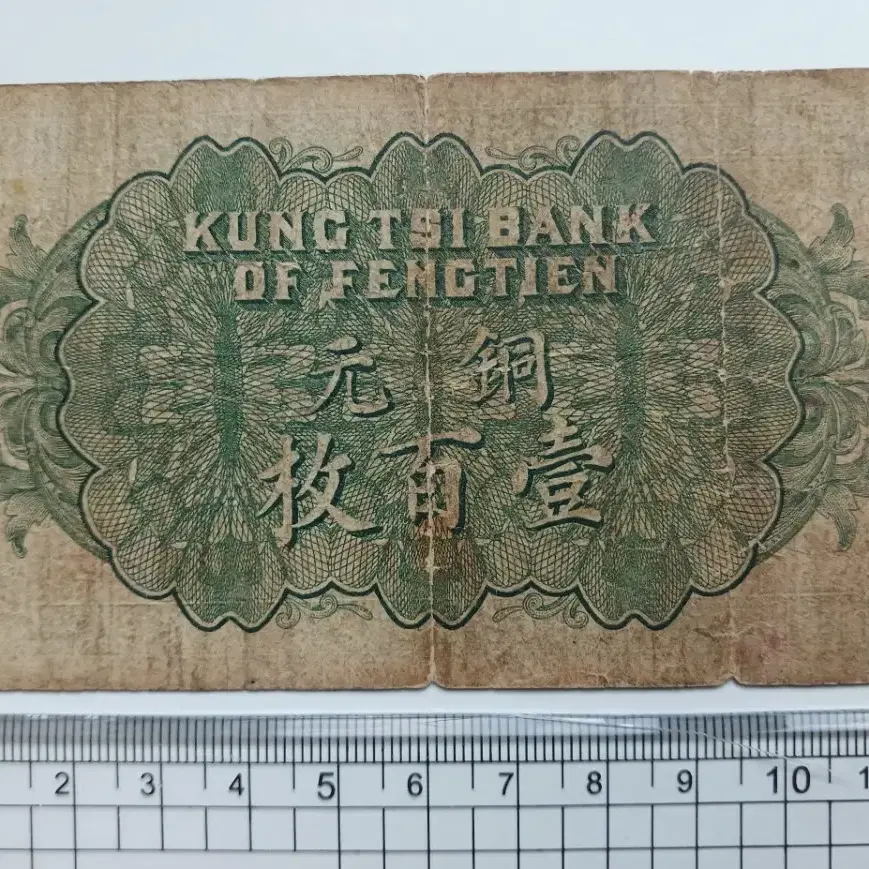 KUNG TSI BANK
OF FENGTIEN
銅元
壹百枚
2 3 4 5 6 7 8 9 10